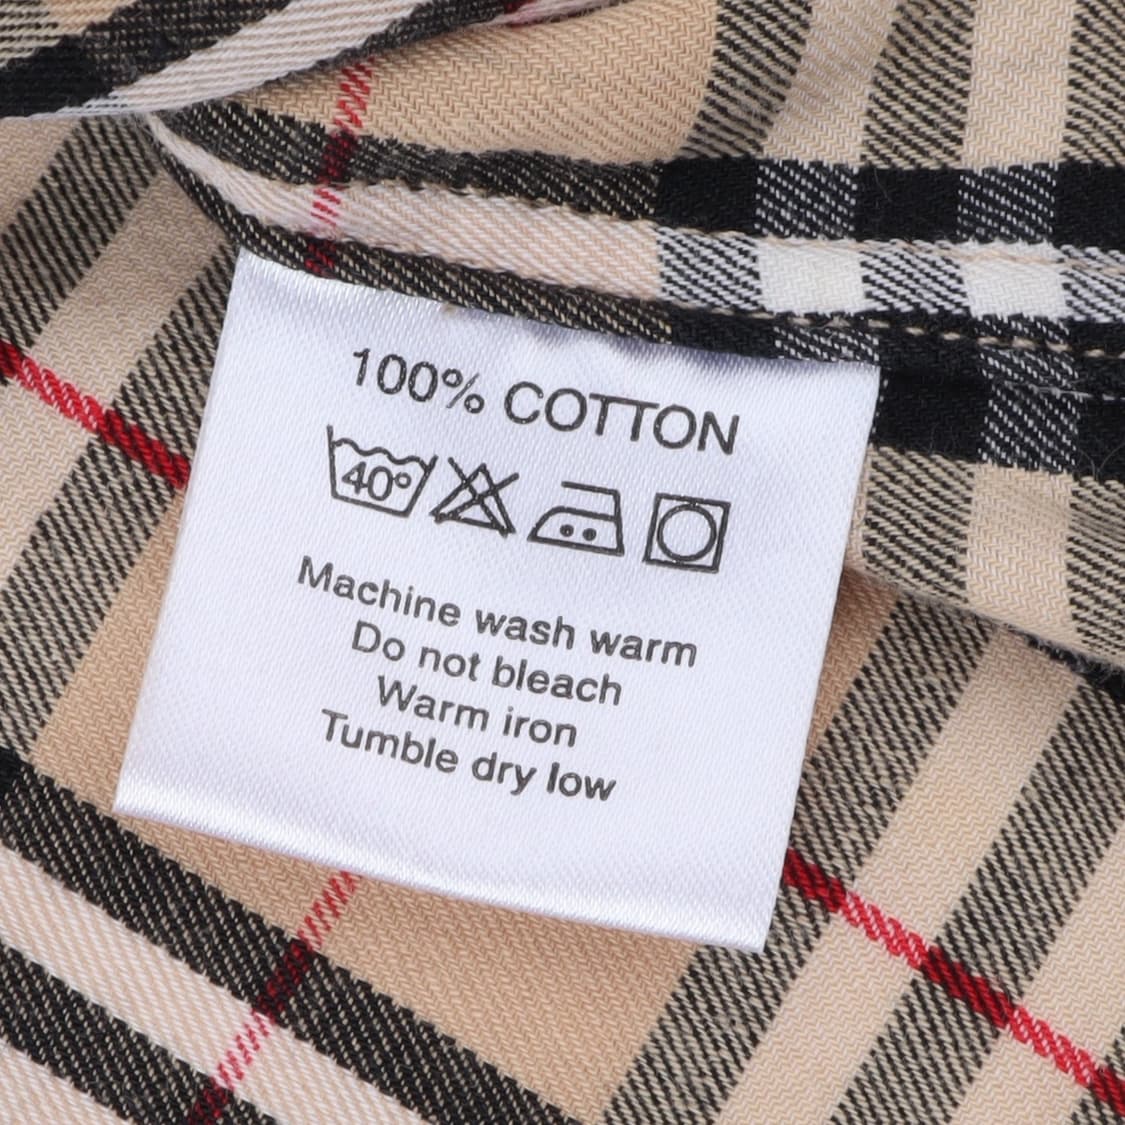 100% COTTON
40°
Machine wash warm
Do not bleach
Warm iron
Tumble dry low